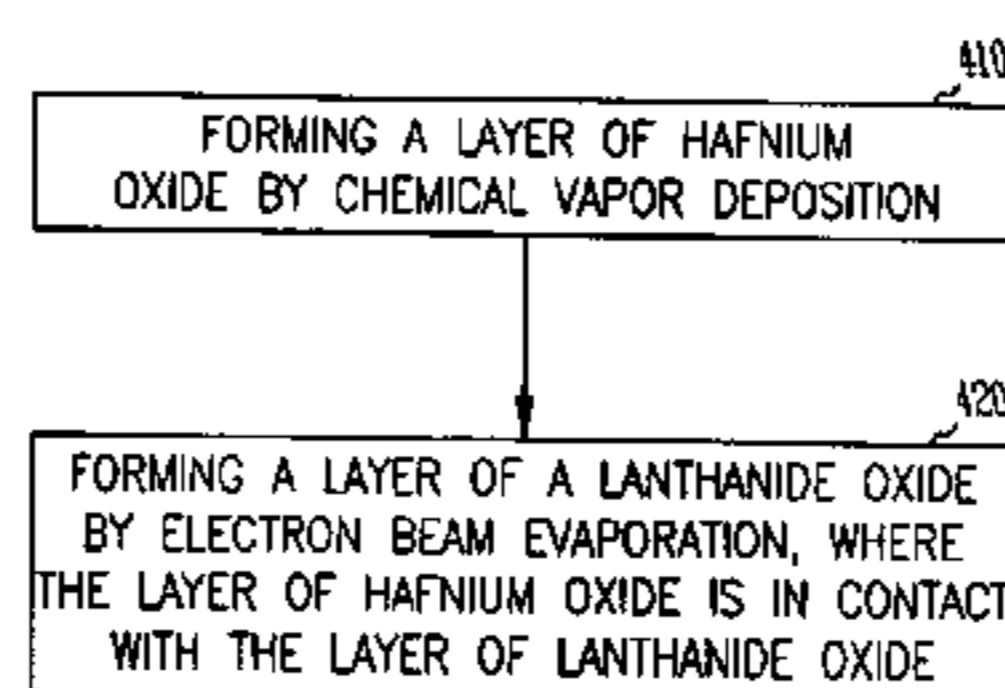 410
FORMING A LAYER OF HAFNIUM
OXIDE BY CHEMICAL VAPOR DEPOSITION
420
FORMING A LAYER OF A LANTHANIDE OXIDE
BY ELECTRON BEAM EVAPORATION, WHERE
THE LAYER OF HAFNIUM OXIDE IS IN CONTACT
WITH THE LAYER OF LANTHANIDE OXIDE